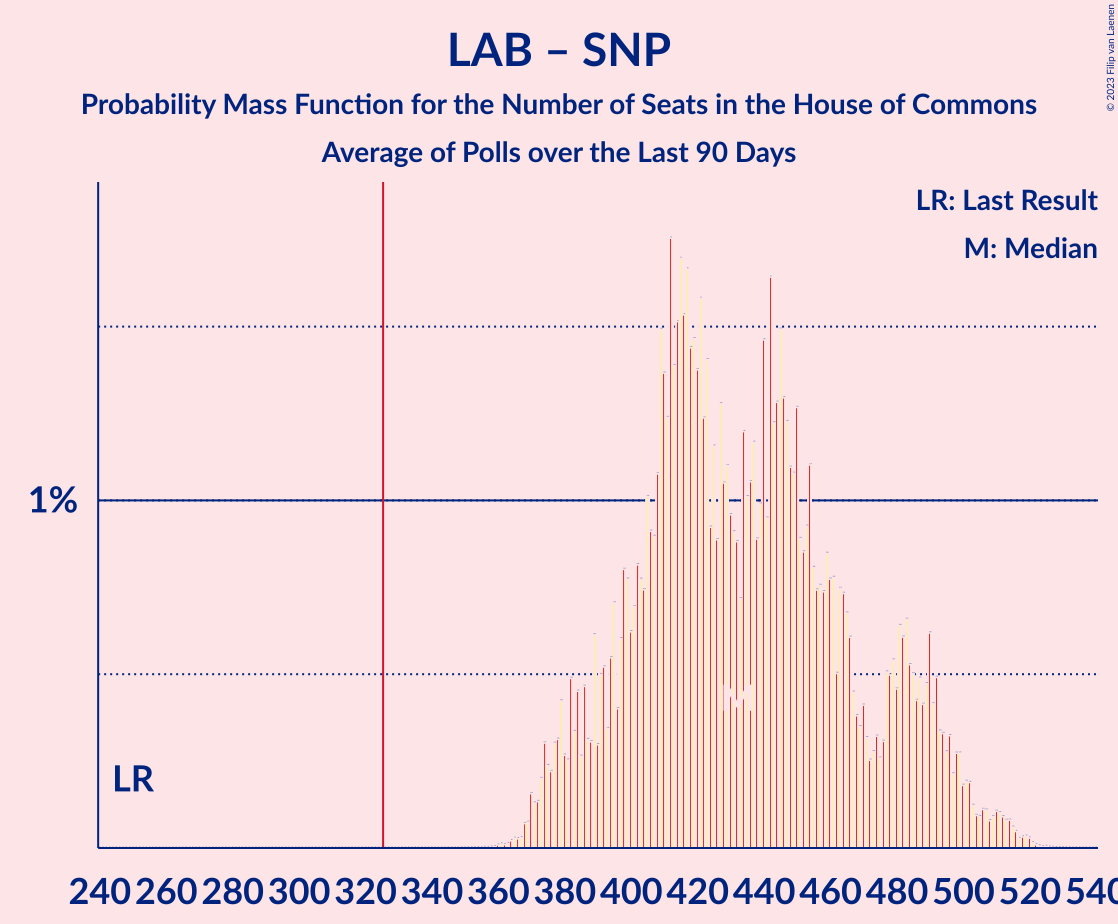 LAB – SNP
Probability Mass Function for the Number of Seats in the House of Commons
Average of Polls over the Last 90 Days
© 2023 Filip van Laenen
LR: Last Result
M: Median
1%
LR
M
240 260 280 300 320 340 360 380 400 420 440 460 480 500 520 540